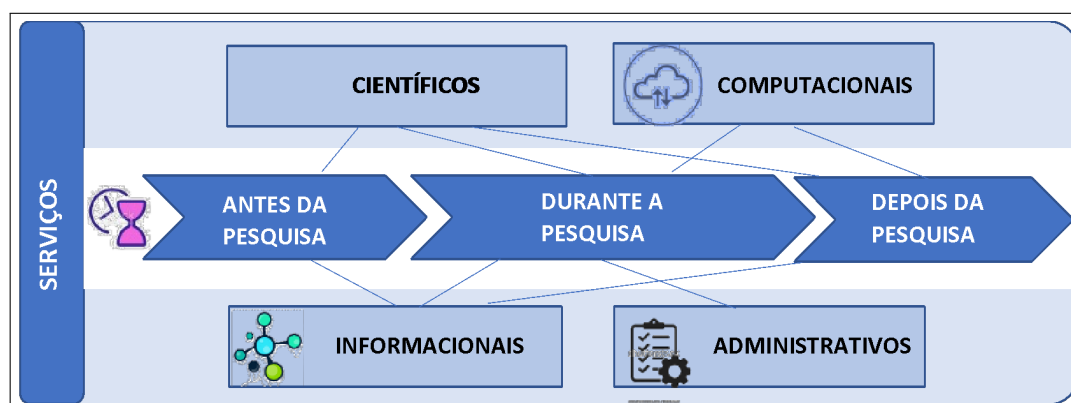 SERVIÇOS
CIENTÍFICOS
COMPUTACIONAIS
ANTES DA
PESQUISA
DURANTE A
PESQUISA
DEPOIS DA
PESQUISA
INFORMACIONAIS
ADMINISTRATIVOS